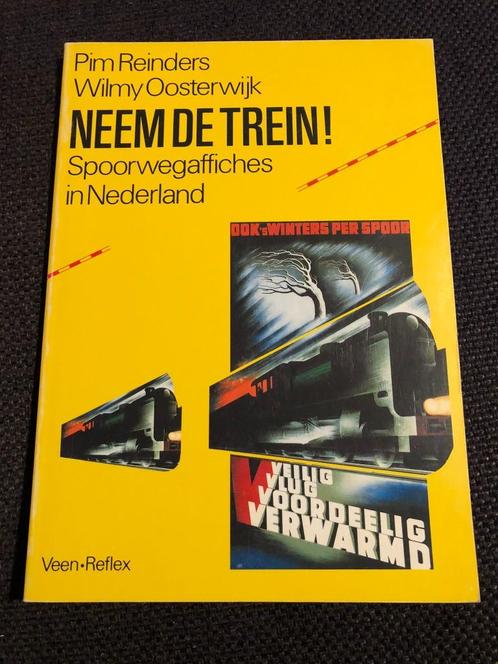 Pim Reinders
Wilmy Oosterwijk
NEEM DE TREIN!
Spoorwegaffiches
in Nederland
OOK 'S WINTERS PER SPOOR
VEILIG
VLUG
VOORDEELIG
VERWARMD
Veen•Reflex